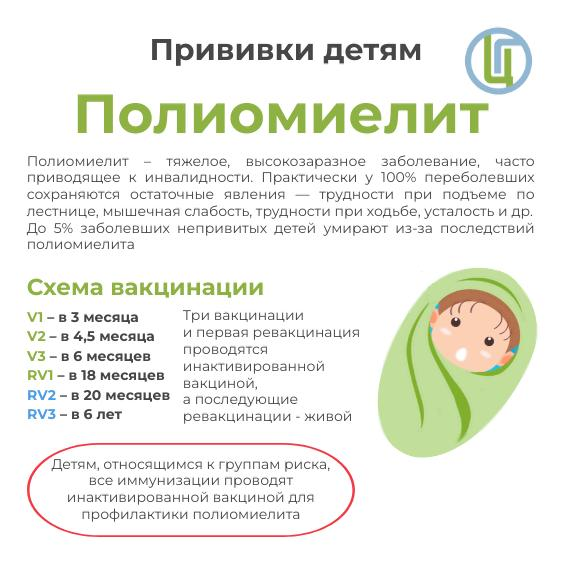 Прививки детям
Полиомиелит
Полиомиелит – тяжелое, высокозаразное заболевание, часто
приводящее к инвалидности. Практически у 100% переболевших
сохраняются остаточные явления — трудности при подъеме по
лестнице, мышечная слабость, трудности при ходьбе, усталость и др.
До 5% заболевших непривитых детей умирают из-за последствий
полиомиелита
Схема вакцинации
V1 – в 3 месяца
V2 – в 4,5 месяца
V3 – в 6 месяцев
RV1 – в 18 месяцев
RV2 – в 20 месяцев
RV3 – в 6 лет
Три вакцинации
и первая ревакцинация
проводятся
инактивированной
вакциной,
а последующие
ревакцинации - живой
Детям, относящимся к группам риска,
все иммунизации проводят
инактивированной вакциной для
профилактики полиомиелита